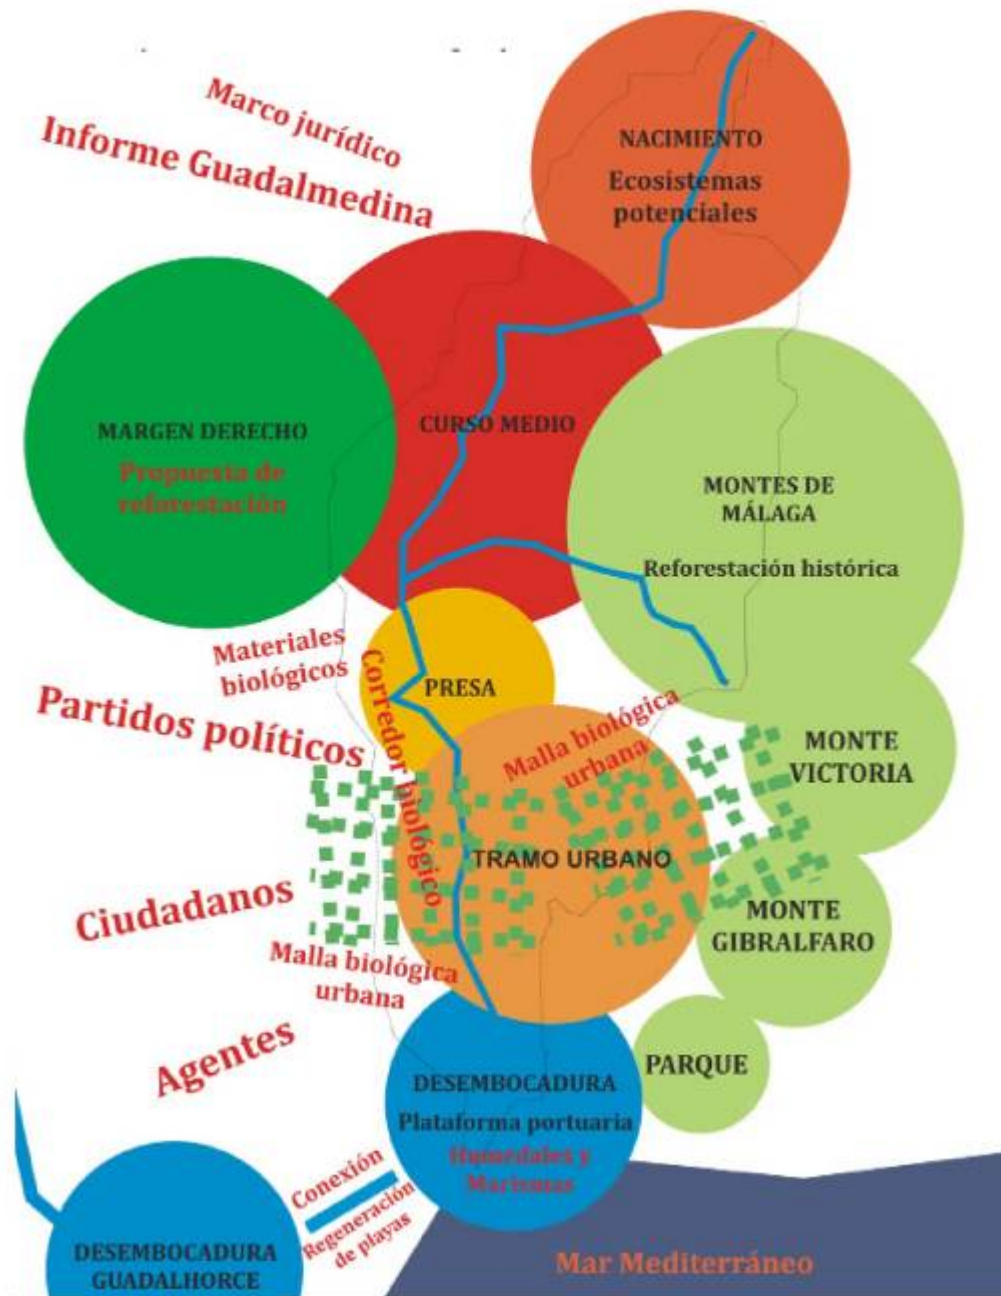 Marco jurídico
Informe Guadalmedina
NACIMIENTO
Ecosistemas
potenciales
MARGEN DERECHO
Propuesta de
reforestación
CURSO MEDIO
MONTES DE
MÁLAGA
Reforestación histórica
Materiales
biológicos
Corredor biológico
PRESA
Partidos políticos
Malla biológica
urbana
MONTE
VICTORIA
TRAMO URBANO
Ciudadanos
MONTE
GIBRALFARO
Malla biológica
urbana
Agentes
PARQUE
DESEMBOCADURA
Plataforma portuaria
Humedales y
Marismas
Conexión
Regeneración
de playas
DESEMBOCADURA
GUADALHORCE
Mar Mediterráneo